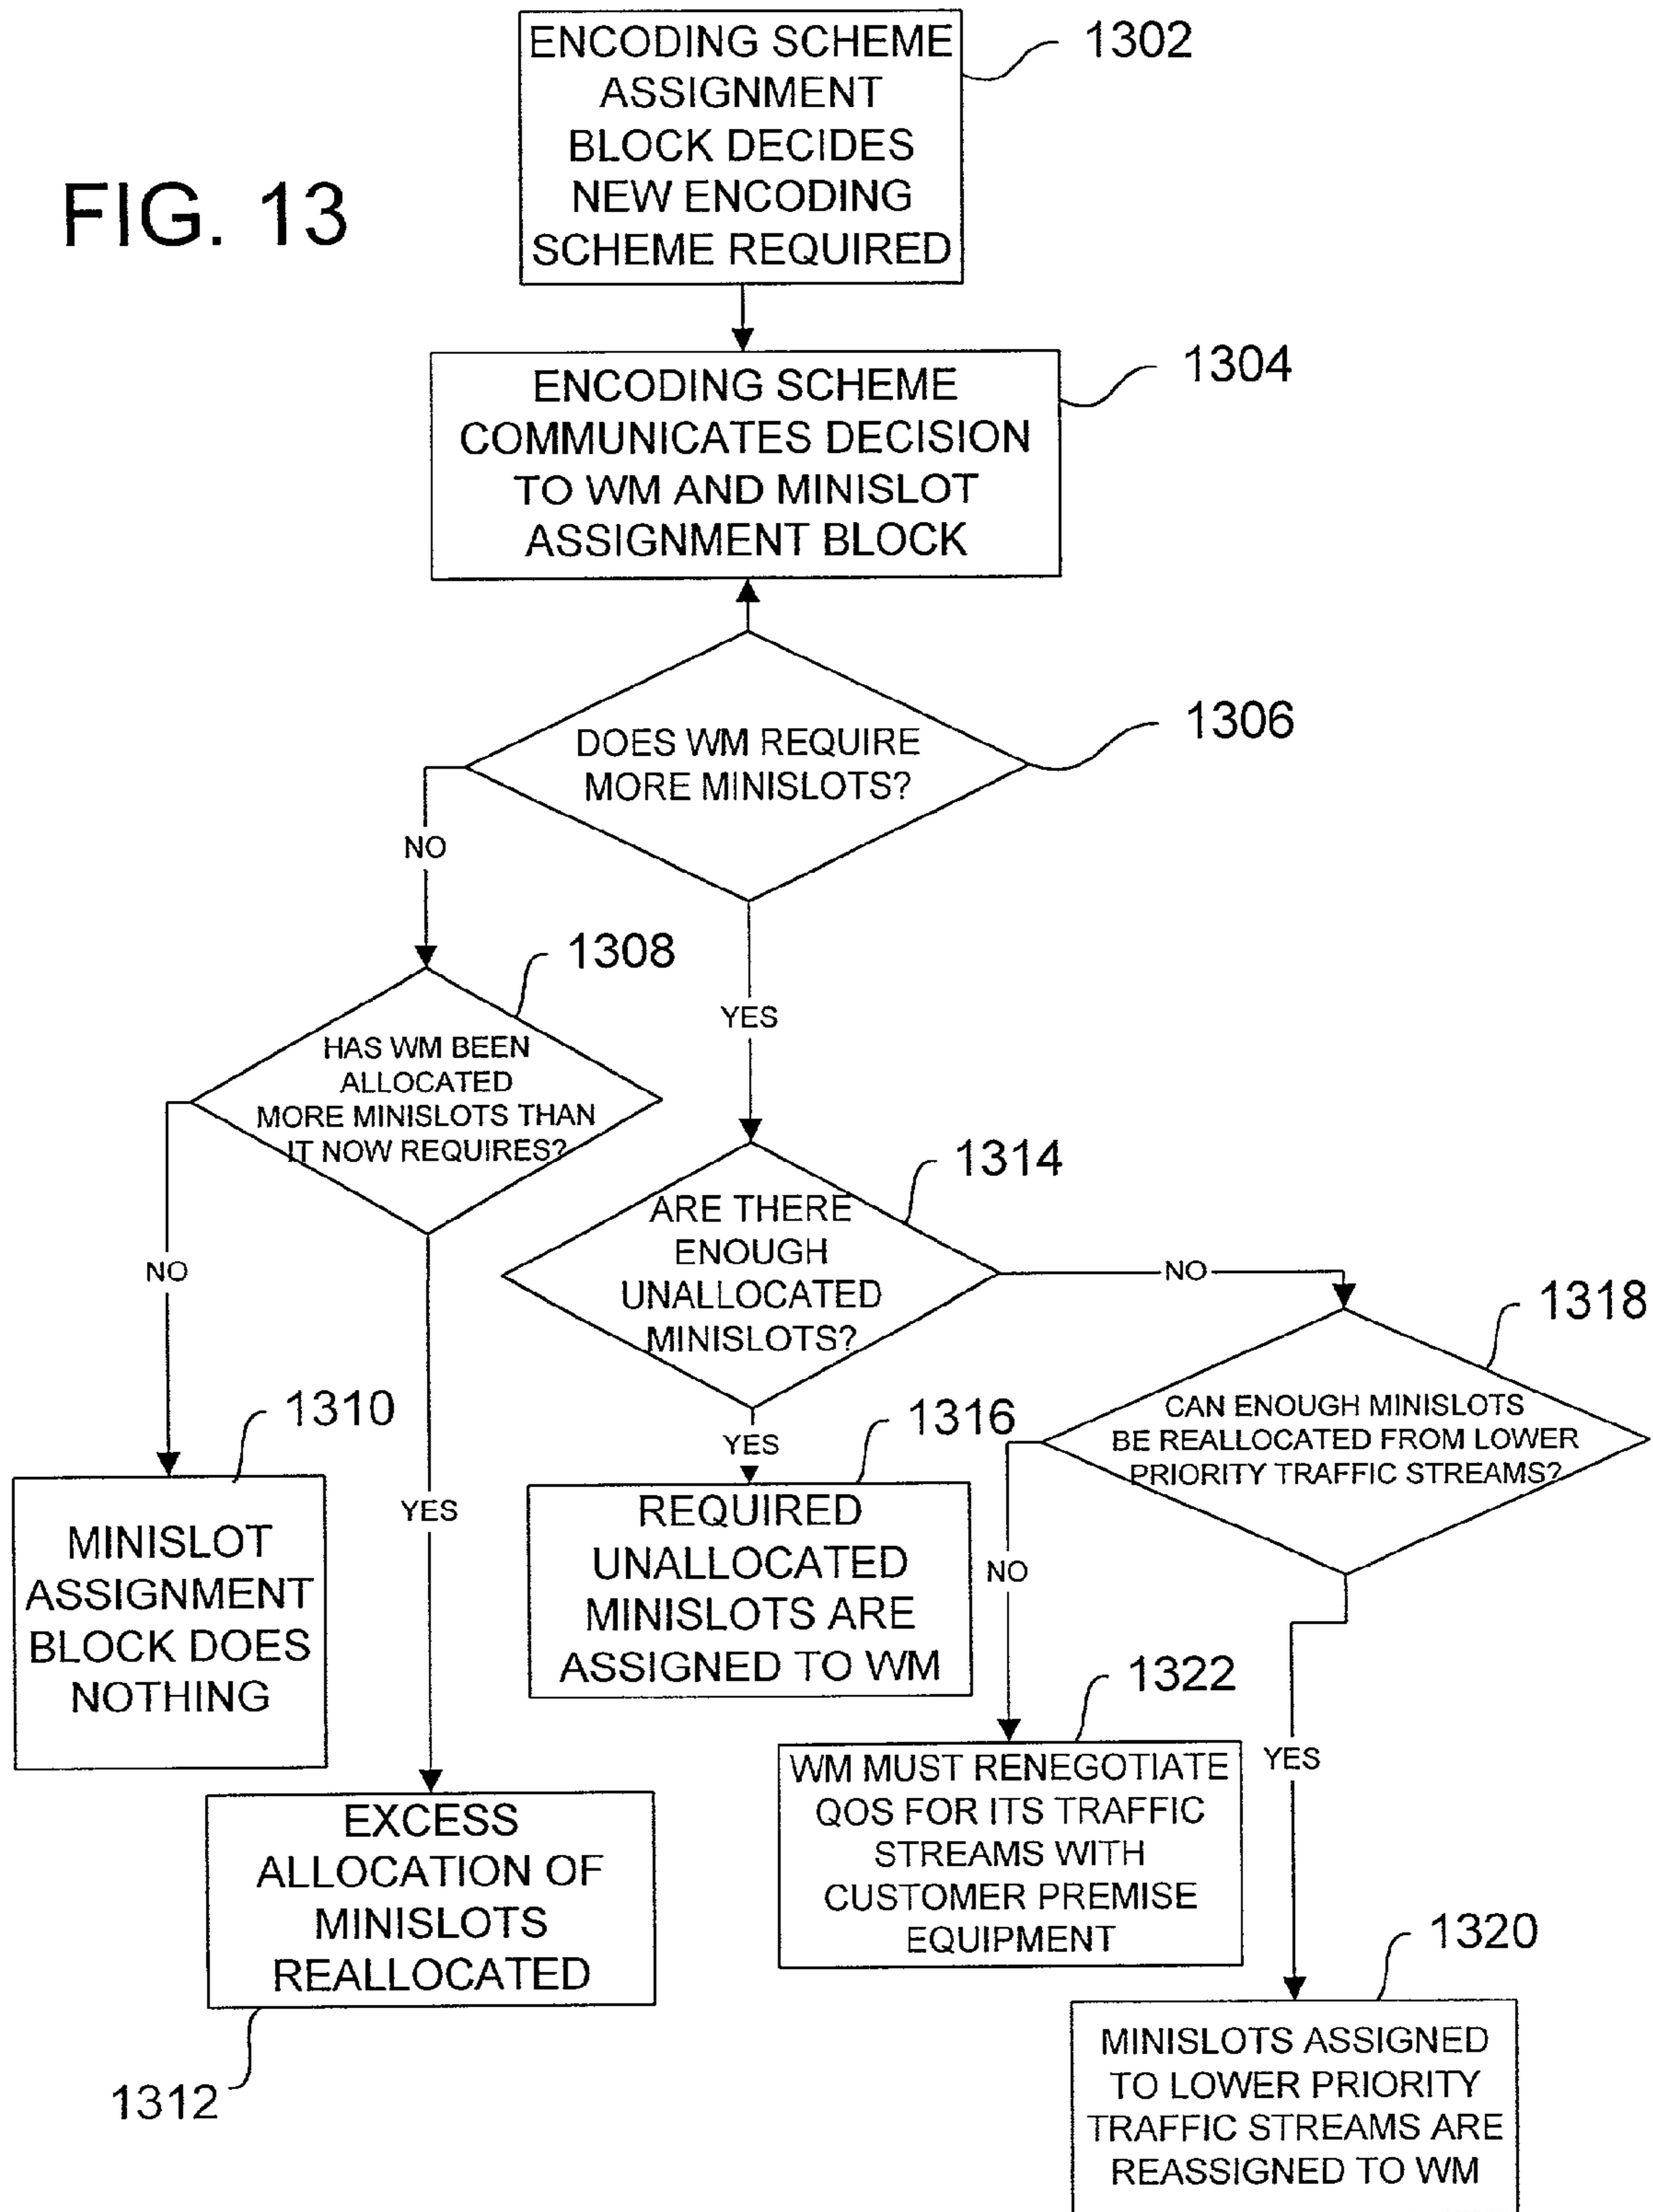 FIG. 13
ENCODING SCHEME
ASSIGNMENT
BLOCK DECIDES
NEW ENCODING
SCHEME REQUIRED
1302
ENCODING SCHEME
COMMUNICATES DECISION
TO WM AND MINISLOT
ASSIGNMENT BLOCK
1304
DOES WM REQUIRE
MORE MINISLOTS?
1306
NO
YES
HAS WM BEEN
ALLOCATED
MORE MINISLOTS THAN
IT NOW REQUIRES?
1308
NO
YES
ARE THERE
ENOUGH
UNALLOCATED
MINISLOTS?
1314
NO
YES
CAN ENOUGH MINISLOTS
BE REALLOCATED FROM LOWER
PRIORITY TRAFFIC STREAMS?
1318
NO
YES
MINISLOT
ASSIGNMENT
BLOCK DOES
NOTHING
1310
REQUIRED
UNALLOCATED
MINISLOTS ARE
ASSIGNED TO WM
1316
EXCESS
ALLOCATION OF
MINISLOTS
REALLOCATED
1312
WM MUST RENEGOTIATE
QOS FOR ITS TRAFFIC
STREAMS WITH
CUSTOMER PREMISE
EQUIPMENT
1322
MINISLOTS ASSIGNED
TO LOWER PRIORITY
TRAFFIC STREAMS ARE
REASSIGNED TO WM
1320